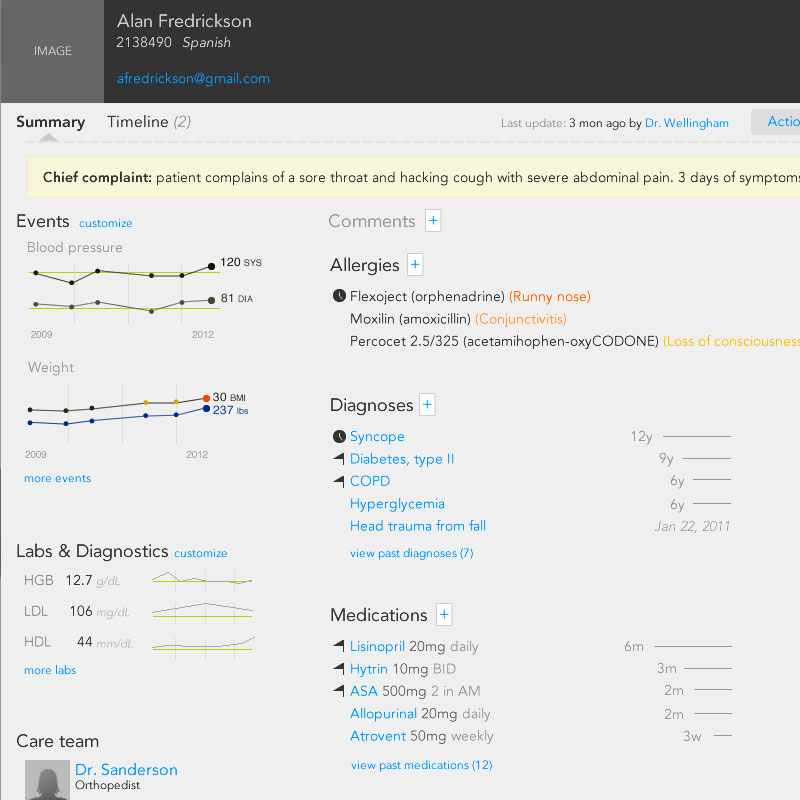 IMAGE
Alan Fredrickson
2138490 Spanish
afredrickson@gmail.com
Summary Timeline (2)
Last update: 3 mon ago by Dr. Wellingham
Actio
Chief complaint: patient complains of a sore throat and hacking cough with severe abdominal pain. 3 days of symptoms
Events customize
Blood pressure
120 SYS
81 DIA
2009 2012
Weight
30 BMI
237 lbs
2009 2012
more events
Labs & Diagnostics customize
HGB 12.7 g/dL
LDL 106 mg/dL
HDL 44 mm/dL
more labs
Care team
Dr. Sanderson
Orthopedist
Comments +
Allergies +
Flexoject (orphenadrine) (Runny nose)
Moxilin (amoxicillin) (Conjunctivitis)
Percocet 2.5/325 (acetamihophen-oxyCODONE) (Loss of consciousness
Diagnoses +
Syncope 12y
Diabetes, type II 9y
COPD 6y
Hyperglycemia 6y
Head trauma from fall Jan 22, 2011
view past diagnoses (7)
Medications +
Lisinopril 20mg daily 6m
Hytrin 10mg BID 3m
ASA 500mg 2 in AM 2m
Allopurinal 20mg daily 2m
Atrovent 50mg weekly 3w
view past medications (12)